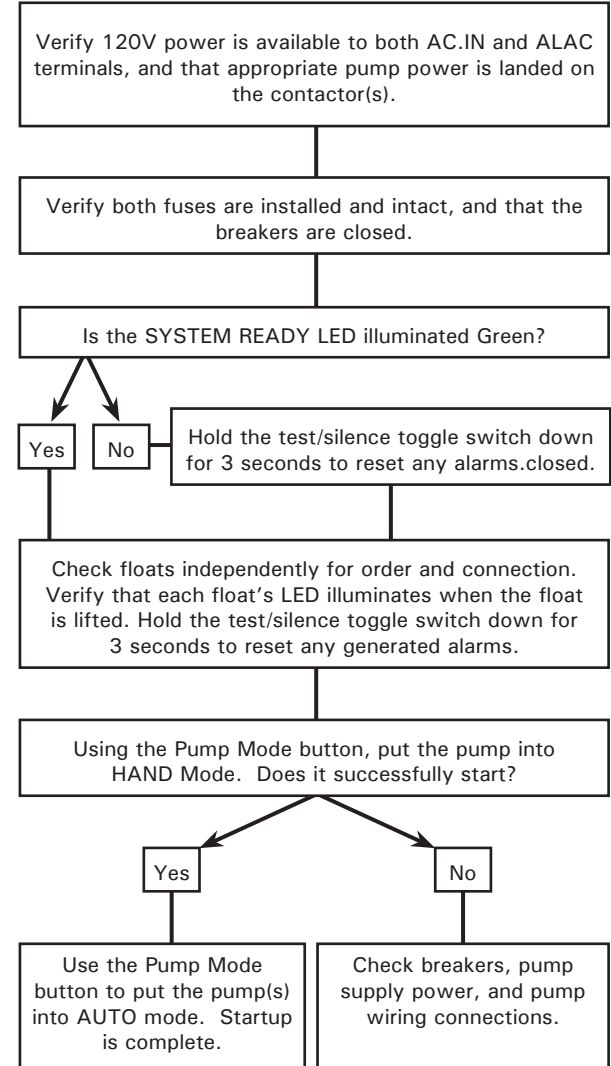 Verify 120V power is available to both AC.IN and ALAC
terminals, and that appropriate pump power is landed on
the contactor(s).
Verify both fuses are installed and intact, and that the
breakers are closed.
Is the SYSTEM READY LED illuminated Green?
Yes
No
Hold the test/silence toggle switch down
for 3 seconds to reset any alarms.closed.
Check floats independently for order and connection.
Verify that each float's LED illuminates when the float
is lifted. Hold the test/silence toggle switch down for
3 seconds to reset any generated alarms.
Using the Pump Mode button, put the pump into
HAND Mode. Does it successfully start?
Yes
No
Use the Pump Mode
button to put the pump(s)
into AUTO mode. Startup
is complete.
Check breakers, pump
supply power, and pump
wiring connections.